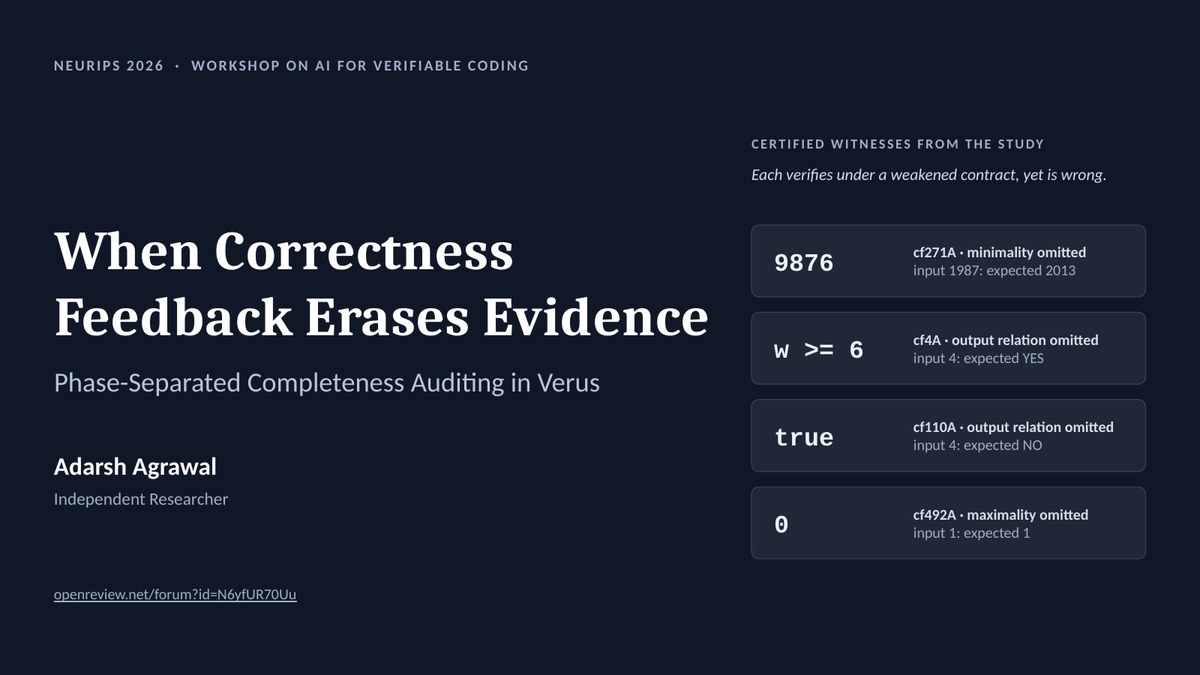 NEURIPS 2026 · WORKSHOP ON AI FOR VERIFIABLE CODING
When Correctness
Feedback Erases Evidence
Phase-Separated Completeness Auditing in Verus
Adarsh Agrawal
Independent Researcher
openreview.net/forum?id=N6yfUR70Uu
CERTIFIED WITNESSES FROM THE STUDY
Each verifies under a weakened contract, yet is wrong.
9876
cf271A · minimality omitted
input 1987: expected 2013
w >= 6
cf4A · output relation omitted
input 4: expected YES
true
cf110A · output relation omitted
input 4: expected NO
0
cf492A · maximality omitted
input 1: expected 1